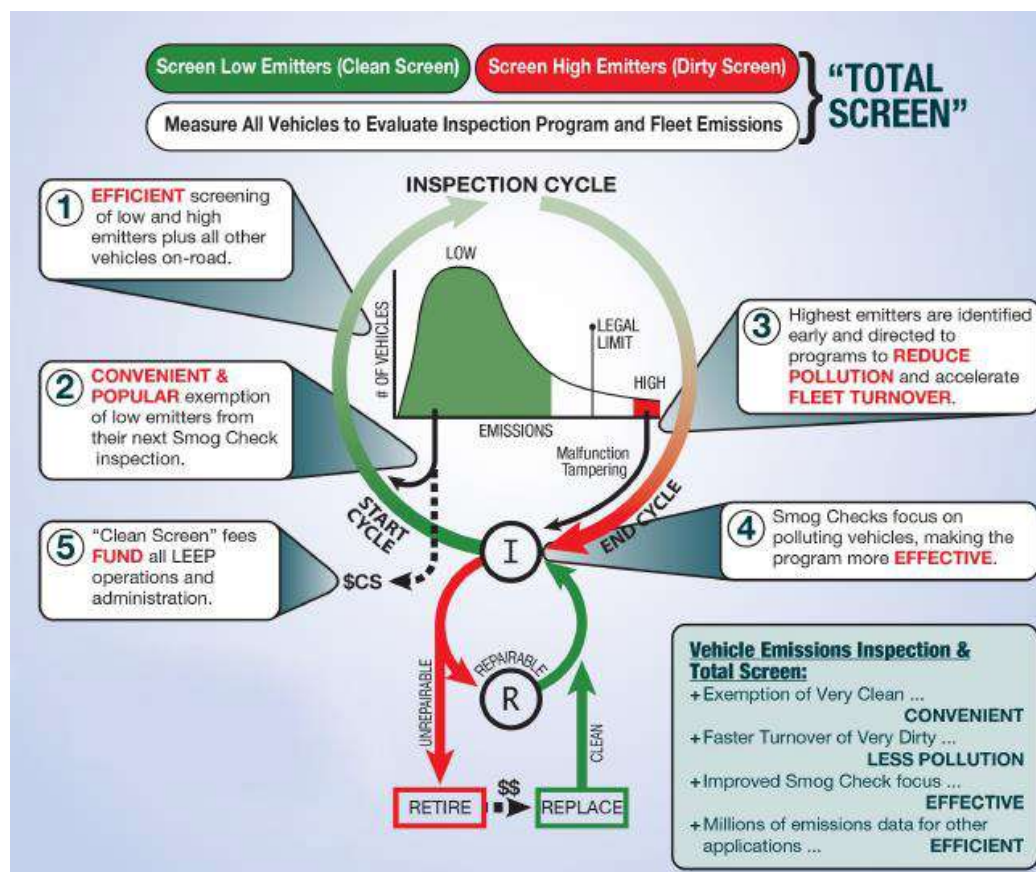 Screen Low Emitters (Clean Screen)
Screen High Emitters (Dirty Screen)
Measure All Vehicles to Evaluate Inspection Program and Fleet Emissions
“TOTAL
SCREEN”
INSPECTION CYCLE
1
EFFICIENT screening
of low and high
emitters plus all other
vehicles on-road.
2
CONVENIENT &
POPULAR exemption
of low emitters from
their next Smog Check
inspection.
5
“Clean Screen” fees
FUND all LEEP
operations and
administration.
# OF VEHICLES
LOW
LEGAL
LIMIT
HIGH
EMISSIONS
Malfunction
Tampering
3
Highest emitters are identified
early and directed to
programs to REDUCE
POLLUTION and accelerate
FLEET TURNOVER.
4
Smog Checks focus on
polluting vehicles, making the
program more EFFECTIVE.
START
CYCLE
END CYCLE
$CS
I
REPAIRABLE
R
UNREPAIRABLE
CLEAN
RETIRE
$$
REPLACE
Vehicle Emissions Inspection &
Total Screen:
+Exemption of Very Clean ...
CONVENIENT
+Faster Turnover of Very Dirty ...
LESS POLLUTION
+Improved Smog Check focus ...
EFFECTIVE
+Millions of emissions data for other
applications ... EFFICIENT